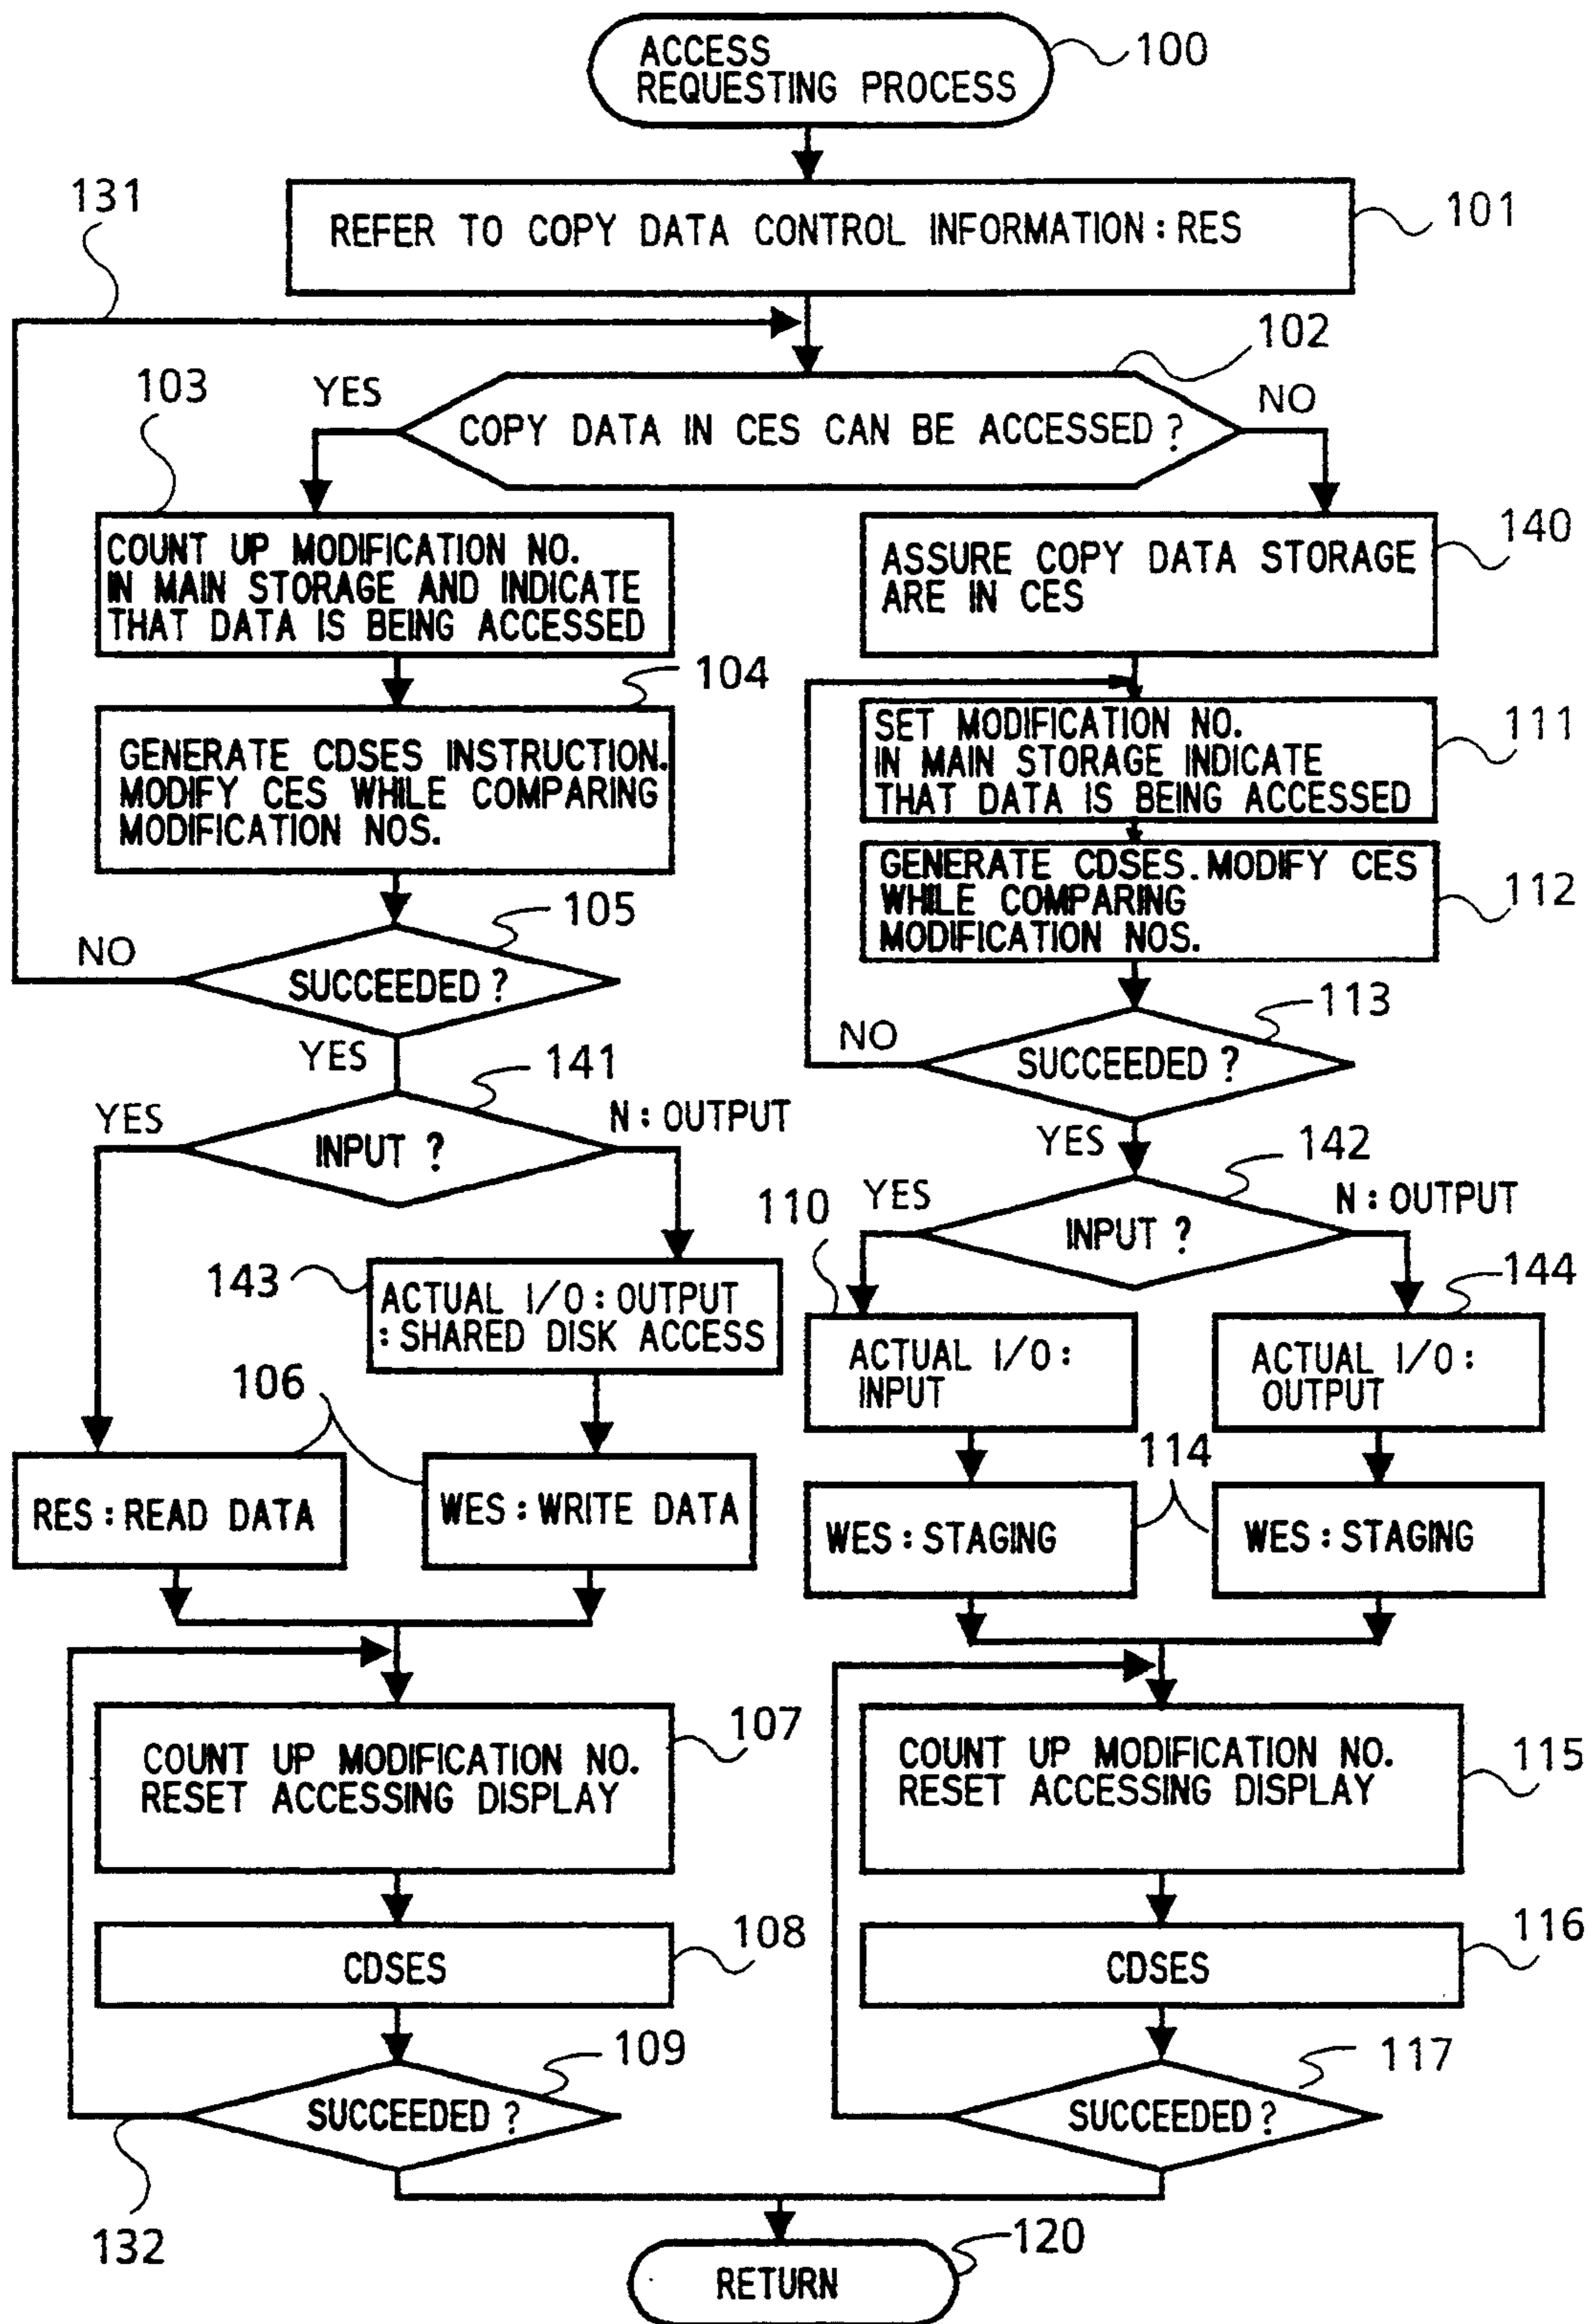 ACCESS
REQUESTING PROCESS
100
131
REFER TO COPY DATA CONTROL INFORMATION : RES
101
102
103
YES
COPY DATA IN CES CAN BE ACCESSED ?
NO
COUNT UP MODIFICATION NO.
IN MAIN STORAGE AND INDICATE
THAT DATA IS BEING ACCESSED
ASSURE COPY DATA STORAGE
ARE IN CES
140
104
GENERATE CDSES INSTRUCTION.
MODIFY CES WHILE COMPARING
MODIFICATION NOS.
SET MODIFICATION NO.
IN MAIN STORAGE INDICATE
THAT DATA IS BEING ACCESSED
111
GENERATE CDSES. MODIFY CES
WHILE COMPARING
MODIFICATION NOS.
112
105
NO
SUCCEEDED ?
YES
113
NO
SUCCEEDED ?
YES
141
YES
N : OUTPUT
INPUT ?
142
110
YES
N : OUTPUT
INPUT ?
143
ACTUAL I/O : OUTPUT
: SHARED DISK ACCESS
144
ACTUAL I/O :
INPUT
ACTUAL I/O :
OUTPUT
106
114
RES : READ DATA
WES : WRITE DATA
WES : STAGING
WES : STAGING
COUNT UP MODIFICATION NO.
RESET ACCESSING DISPLAY
107
COUNT UP MODIFICATION NO.
RESET ACCESSING DISPLAY
115
CDSES
108
CDSES
116
109
SUCCEEDED ?
117
SUCCEEDED ?
132
120
RETURN